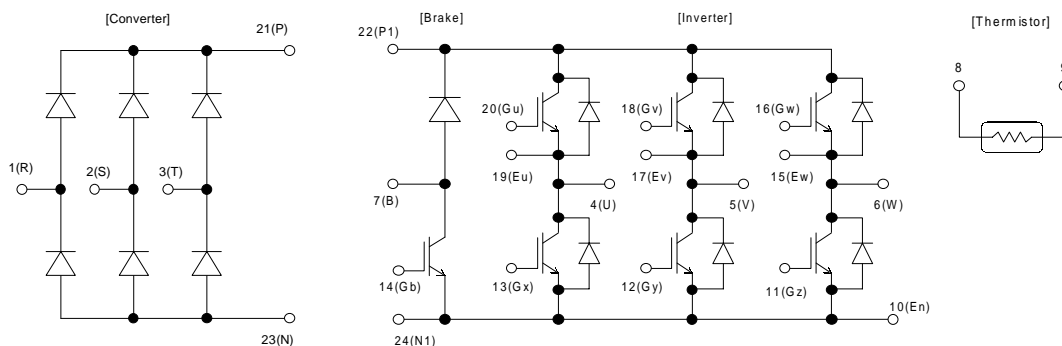 [Converter]
[Brake]
[Inverter]
[Thermistor]
21(P)
22(P1)
8
9
20(Gu)
18(Gv)
16(Gw)
1(R)
2(S)
3(T)
19(Eu)
17(Ev)
15(Ew)
7(B)
4(U)
5(V)
6(W)
14(Gb)
13(Gx)
12(Gy)
11(Gz)
10(En)
23(N)
24(N1)